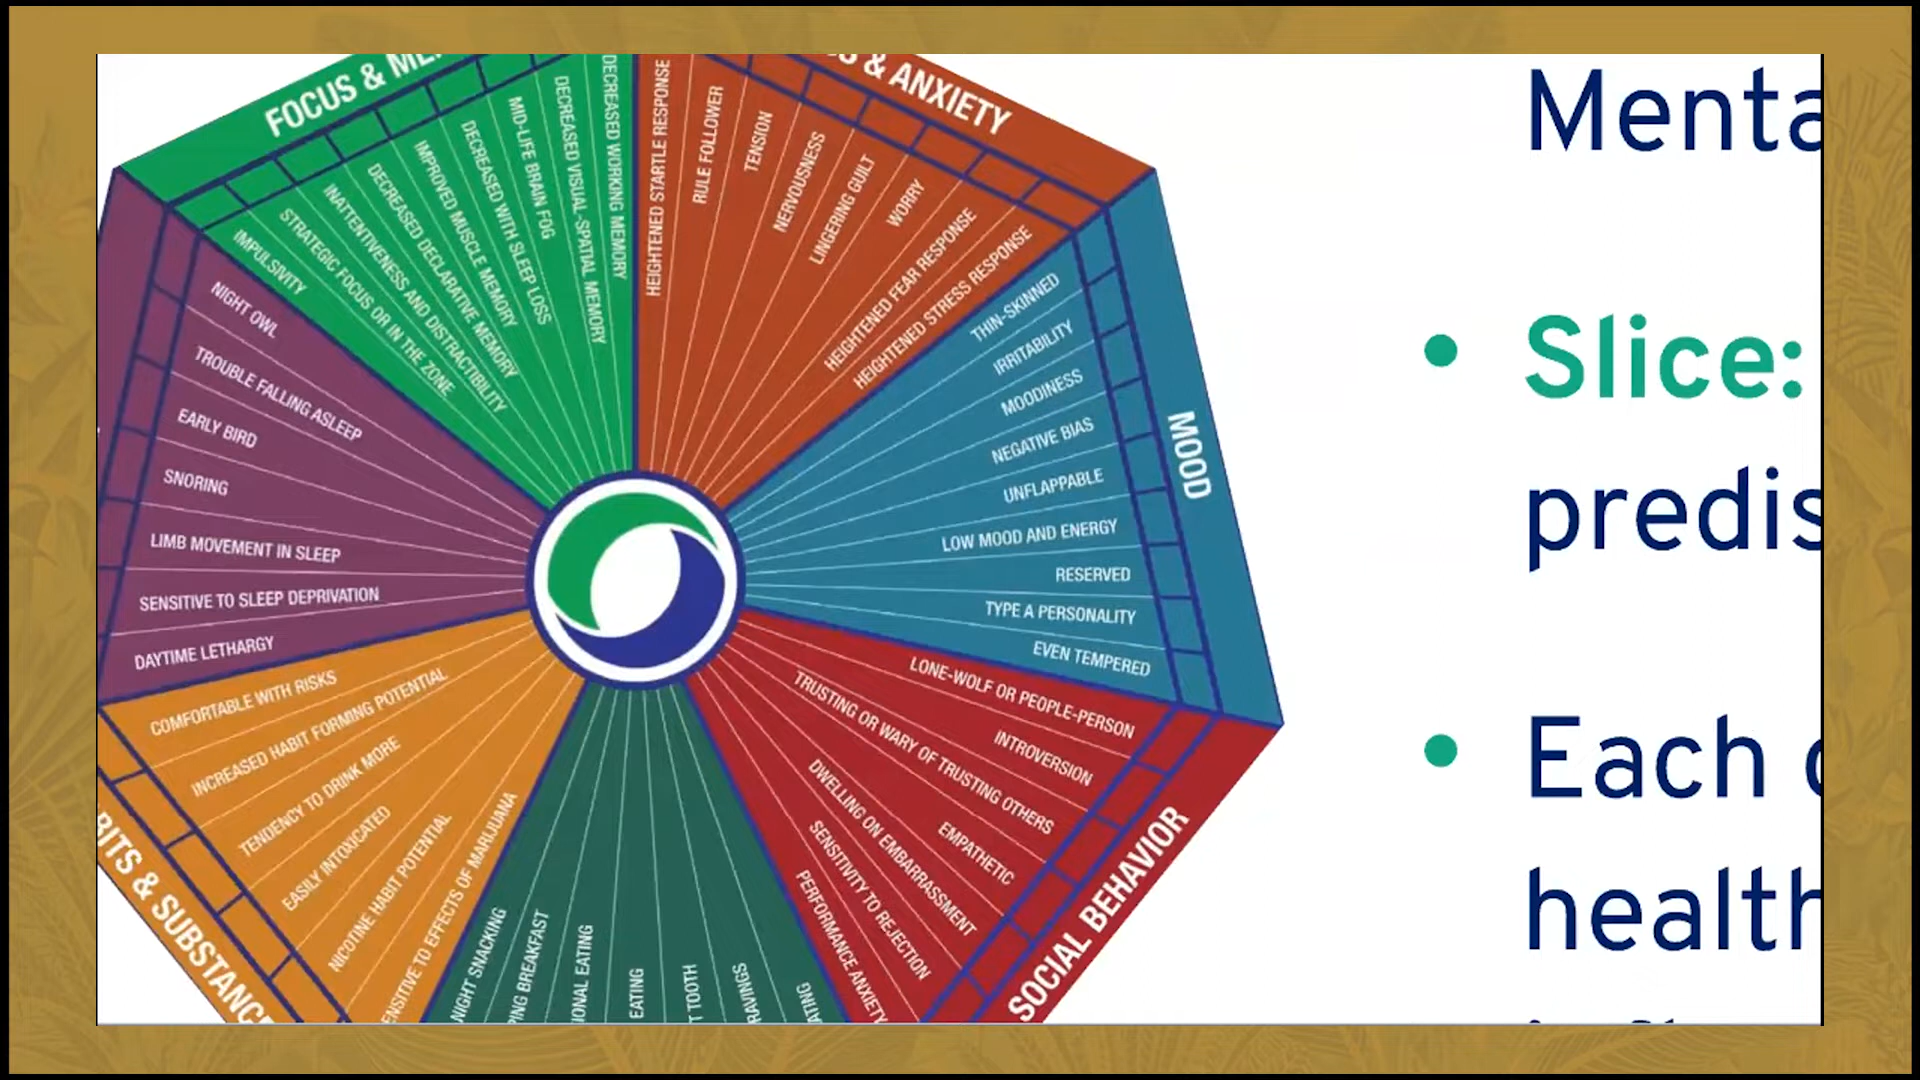 FOCUS &
& ANXIETY
DECREASED WORKING MEMORY
DECREASED VISUAL-SPATIAL MEMORY
MID-LIFE BRAIN FOG
DECREASED WITH SLEEP LOSS
IMPROVED MUSCLE MEMORY
DECREASED DECLARATIVE MEMORY
INATTENTIVENESS AND DISTRACTIBILITY
STRATEGIC FOCUS OR IN THE ZONE
IMPULSIVITY
HEIGHTENED STARTLE RESPONSE
RULE FOLLOWER
TENSION
NERVOUSNESS
LINGERING GUILT
WORRY
HEIGHTENED FEAR RESPONSE
HEIGHTENED STRESS RESPONSE
MOOD
THIN-SKINNED
IRRITABILITY
MOODINESS
NEGATIVE BIAS
UNFLAPPABLE
LOW MOOD AND ENERGY
RESERVED
TYPE A PERSONALITY
EVEN TEMPERED
NIGHT OWL
TROUBLE FALLING ASLEEP
EARLY BIRD
SNORING
LIMB MOVEMENT IN SLEEP
SENSITIVE TO SLEEP DEPRIVATION
DAYTIME LETHARGY
SOCIAL BEHAVIOR
LONE-WOLF OR PEOPLE-PERSON
INTROVERSION
TRUSTING OR WARY OF TRUSTING OTHERS
EMPATHETIC
DWELLING ON EMBARRASSMENT
SENSITIVITY TO REJECTION
PERFORMANCE ANXIETY
BITS & SUBSTANC
COMFORTABLE WITH RISKS
INCREASED HABIT FORMING POTENTIAL
TENDENCY TO DRINK MORE
EASILY INTOXICATED
NICOTINE HABIT POTENTIAL
ENSITIVE TO EFFECTS OF MARIJUANA
NIGHT SNACKING
PING BREAKFAST
IONAL EATING
EATING
T TOOTH
RAVINGS
ATING
Menta
• Slice:
predis
• Each
health